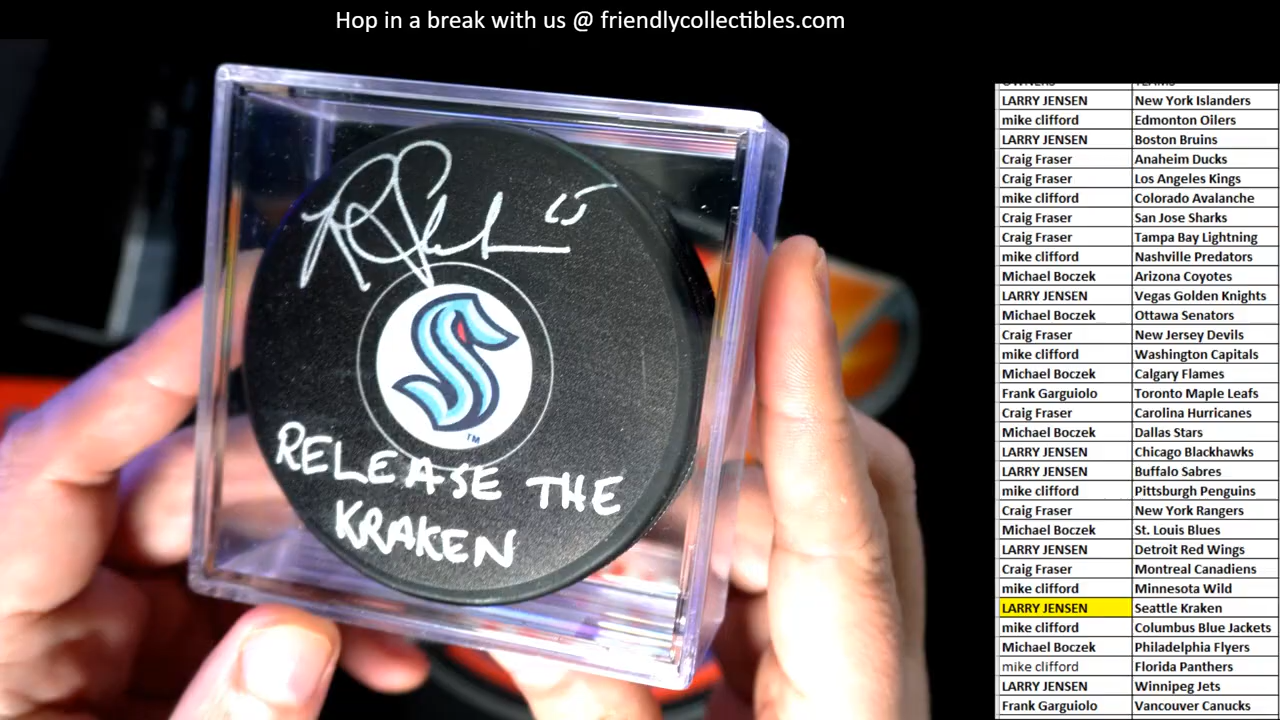 Hop in a break with us @ friendlycollectibles.com
RELEASE THE
KRAKEN
TM
LARRY JENSEN New York Islanders
mike clifford Edmonton Oilers
LARRY JENSEN Boston Bruins
Craig Fraser Anaheim Ducks
Craig Fraser Los Angeles Kings
mike clifford Colorado Avalanche
Craig Fraser San Jose Sharks
Craig Fraser Tampa Bay Lightning
mike clifford Nashville Predators
Michael Boczek Arizona Coyotes
LARRY JENSEN Vegas Golden Knights
Michael Boczek Ottawa Senators
Craig Fraser New Jersey Devils
mike clifford Washington Capitals
Michael Boczek Calgary Flames
Frank Garguiolo Toronto Maple Leafs
Craig Fraser Carolina Hurricanes
Michael Boczek Dallas Stars
LARRY JENSEN Chicago Blackhawks
LARRY JENSEN Buffalo Sabres
mike clifford Pittsburgh Penguins
Craig Fraser New York Rangers
Michael Boczek St. Louis Blues
LARRY JENSEN Detroit Red Wings
Craig Fraser Montreal Canadiens
mike clifford Minnesota Wild
LARRY JENSEN Seattle Kraken
mike clifford Columbus Blue Jackets
Michael Boczek Philadelphia Flyers
mike clifford Florida Panthers
LARRY JENSEN Winnipeg Jets
Frank Garguiolo Vancouver Canucks